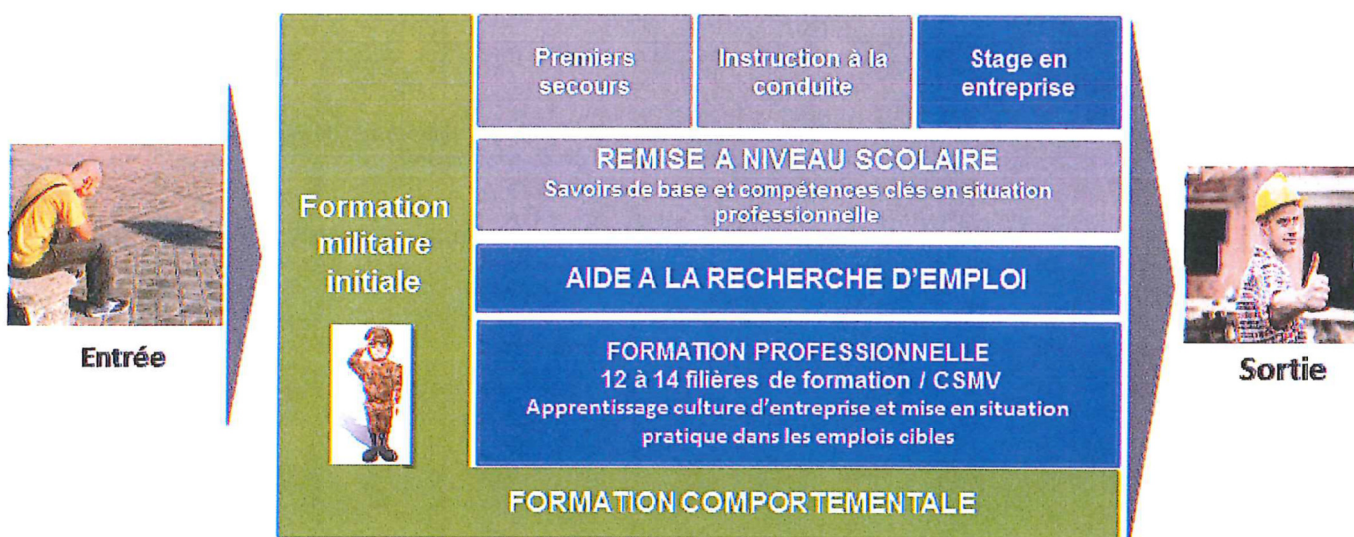 Entrée
Formation
militaire
initiale
Premiers
secours
Instruction à la
conduite
Stage en
entreprise
REMISE A NIVEAU SCOLAIRE
Savoirs de base et compétences clés en situation
professionnelle
AIDE A LA RECHERCHE D'EMPLOI
FORMATION PROFESSIONNELLE
12 à 14 filières de formation / CSMV
Apprentissage culture d'entreprise et mise en situation
pratique dans les emplois cibles
FORMATION COMPORTEMENTALE
Sortie